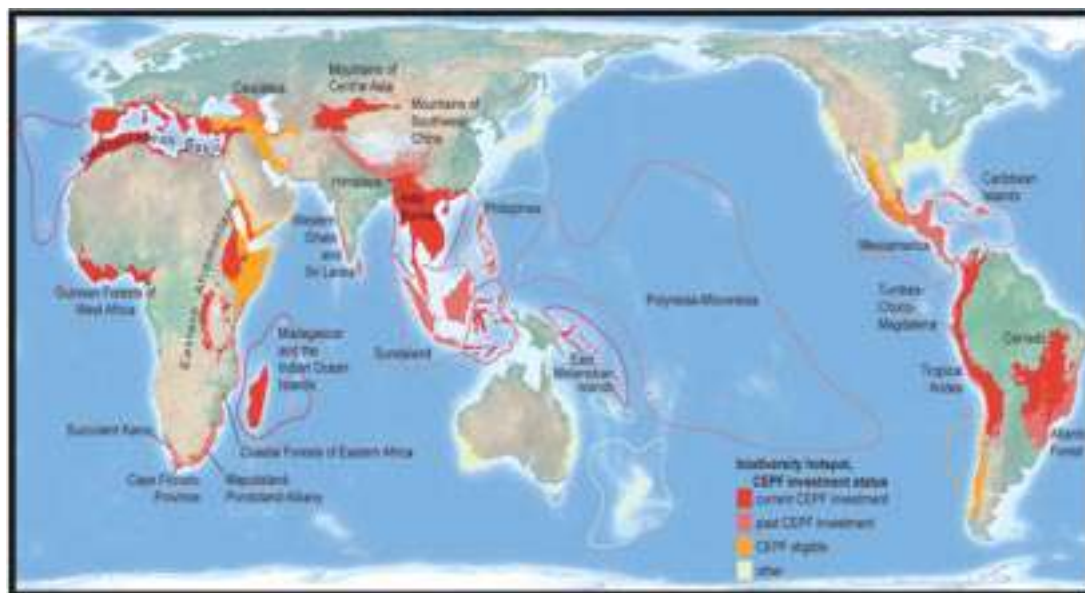 Mountains of
Central Asia
Caucasus
Mountains of
Southwest
China
Basin
Himalaya
Philippines
Western
Ghats
and
Sri Lanka
Caribbean
Islands
Mesoamerica
Guinean Forests of
West Africa
Eastern Afromontane
Polynesia-Micronesia
Tumbes-
Chocó-
Magdalena
Madagascar
and the
Indian Ocean
Islands
Sundaland
East
Melanesian
Islands
Cerrado
Tropical
Andes
Succulent Karoo
Coastal Forests of Eastern Africa
Atlantic
Forest
Cape Floristic
Province
Maputaland-
Pondoland-Albany
biodiversity hotspot,
CEPF investment status
current CEPF investment
past CEPF investment
CEPF eligible
other